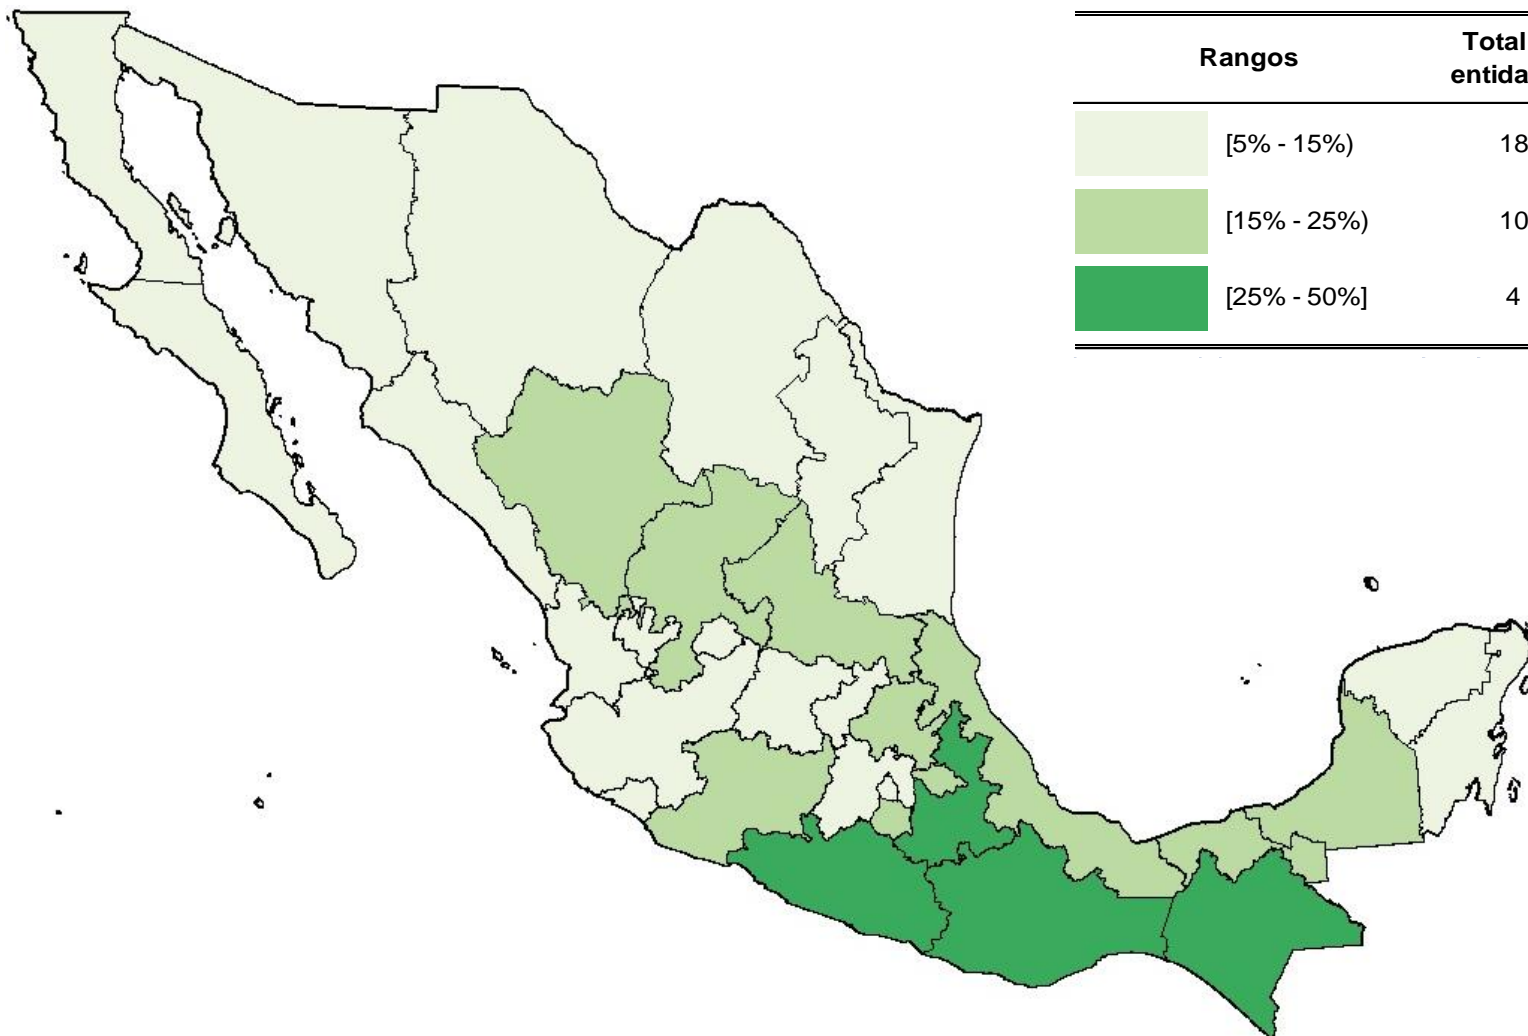 Rangos
Total
entida
[5% - 15%) 18
[15% - 25%) 10
[25% - 50%] 4